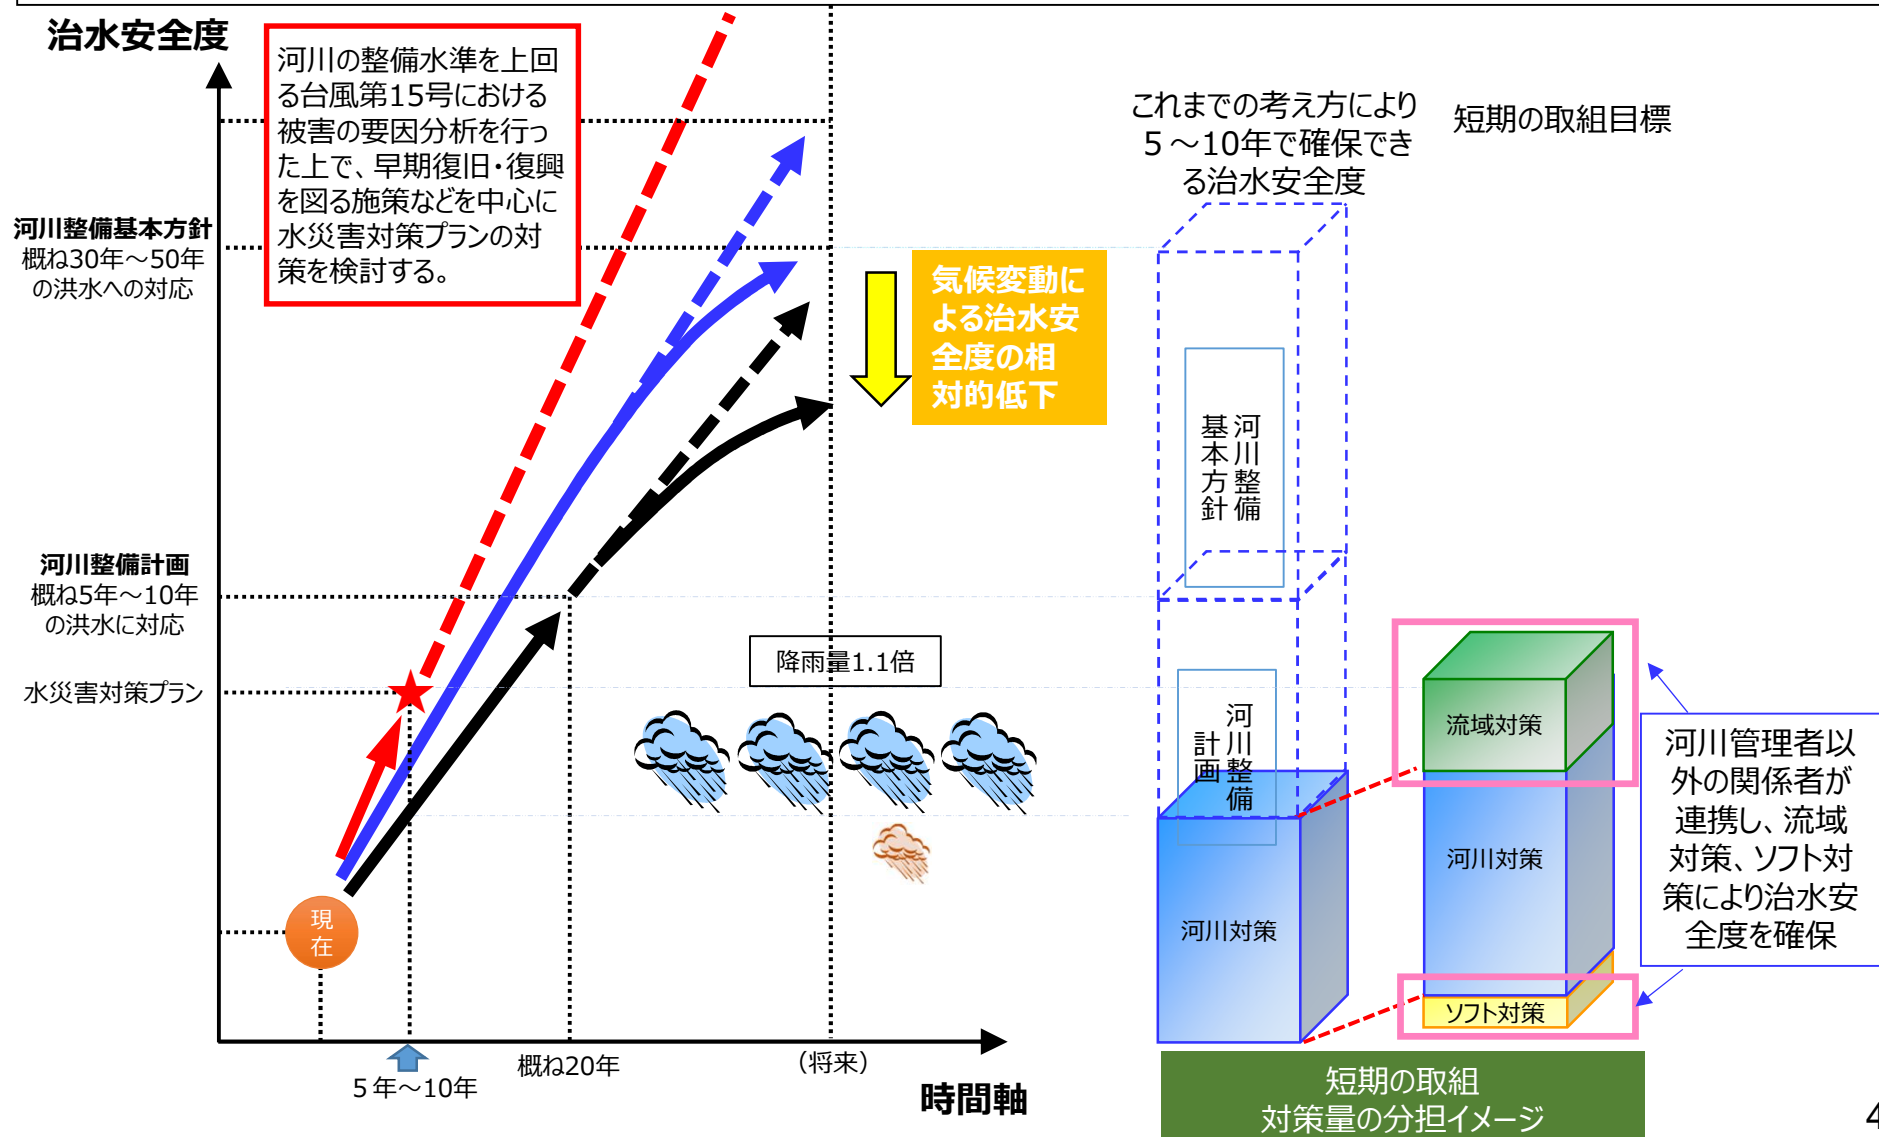 治水安全度
河川の整備水準を上回
る台風第15号における
被害の要因分析を行っ
た上で、早期復旧・復興
を図る施策などを中心に
水災害対策プランの対
策を検討する。
河川整備基本方針
概ね30年～50年
の洪水への対応
河川整備計画
概ね5年～10年
の洪水に対応
水災害対策プラン
現
在
気候変動に
よる治水安
全度の相
対的低下
降雨量1.1倍
５年～10年
概ね20年
（将来）
時間軸
これまでの考え方により
５～10年で確保でき
る治水安全度
短期の取組目標
河川整備
基本方針
河川整備
計画
河川対策
流域対策
河川対策
ソフト対策
河川管理者以
外の関係者が
連携し、流域
対策、ソフト対
策により治水安
全度を確保
短期の取組
対策量の分担イメージ
4